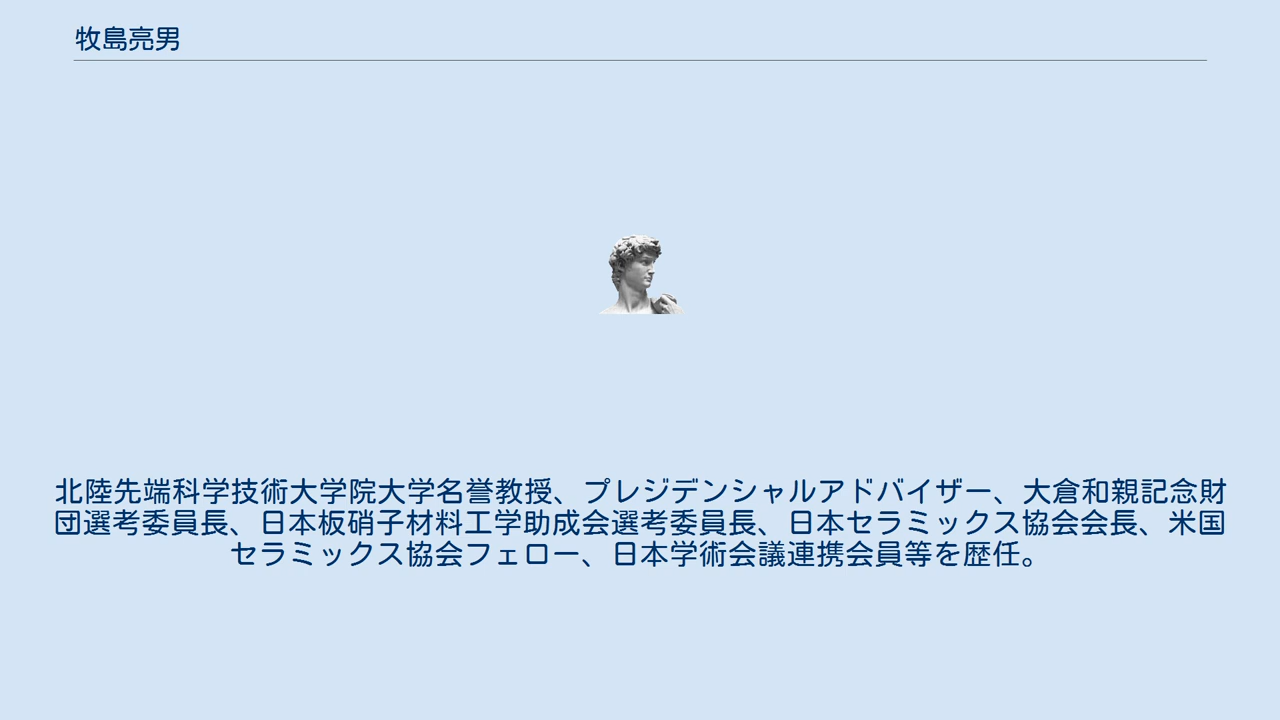 牧島亮男
北陸先端科学技術大学院大学名誉教授、プレジデンシャルアドバイザー、大倉和親記念財
団選考委員長、日本板硝子材料工学助成会選考委員長、日本セラミックス協会会長、米国
セラミックス協会フェロー、日本学術会議連携会員等を歴任。